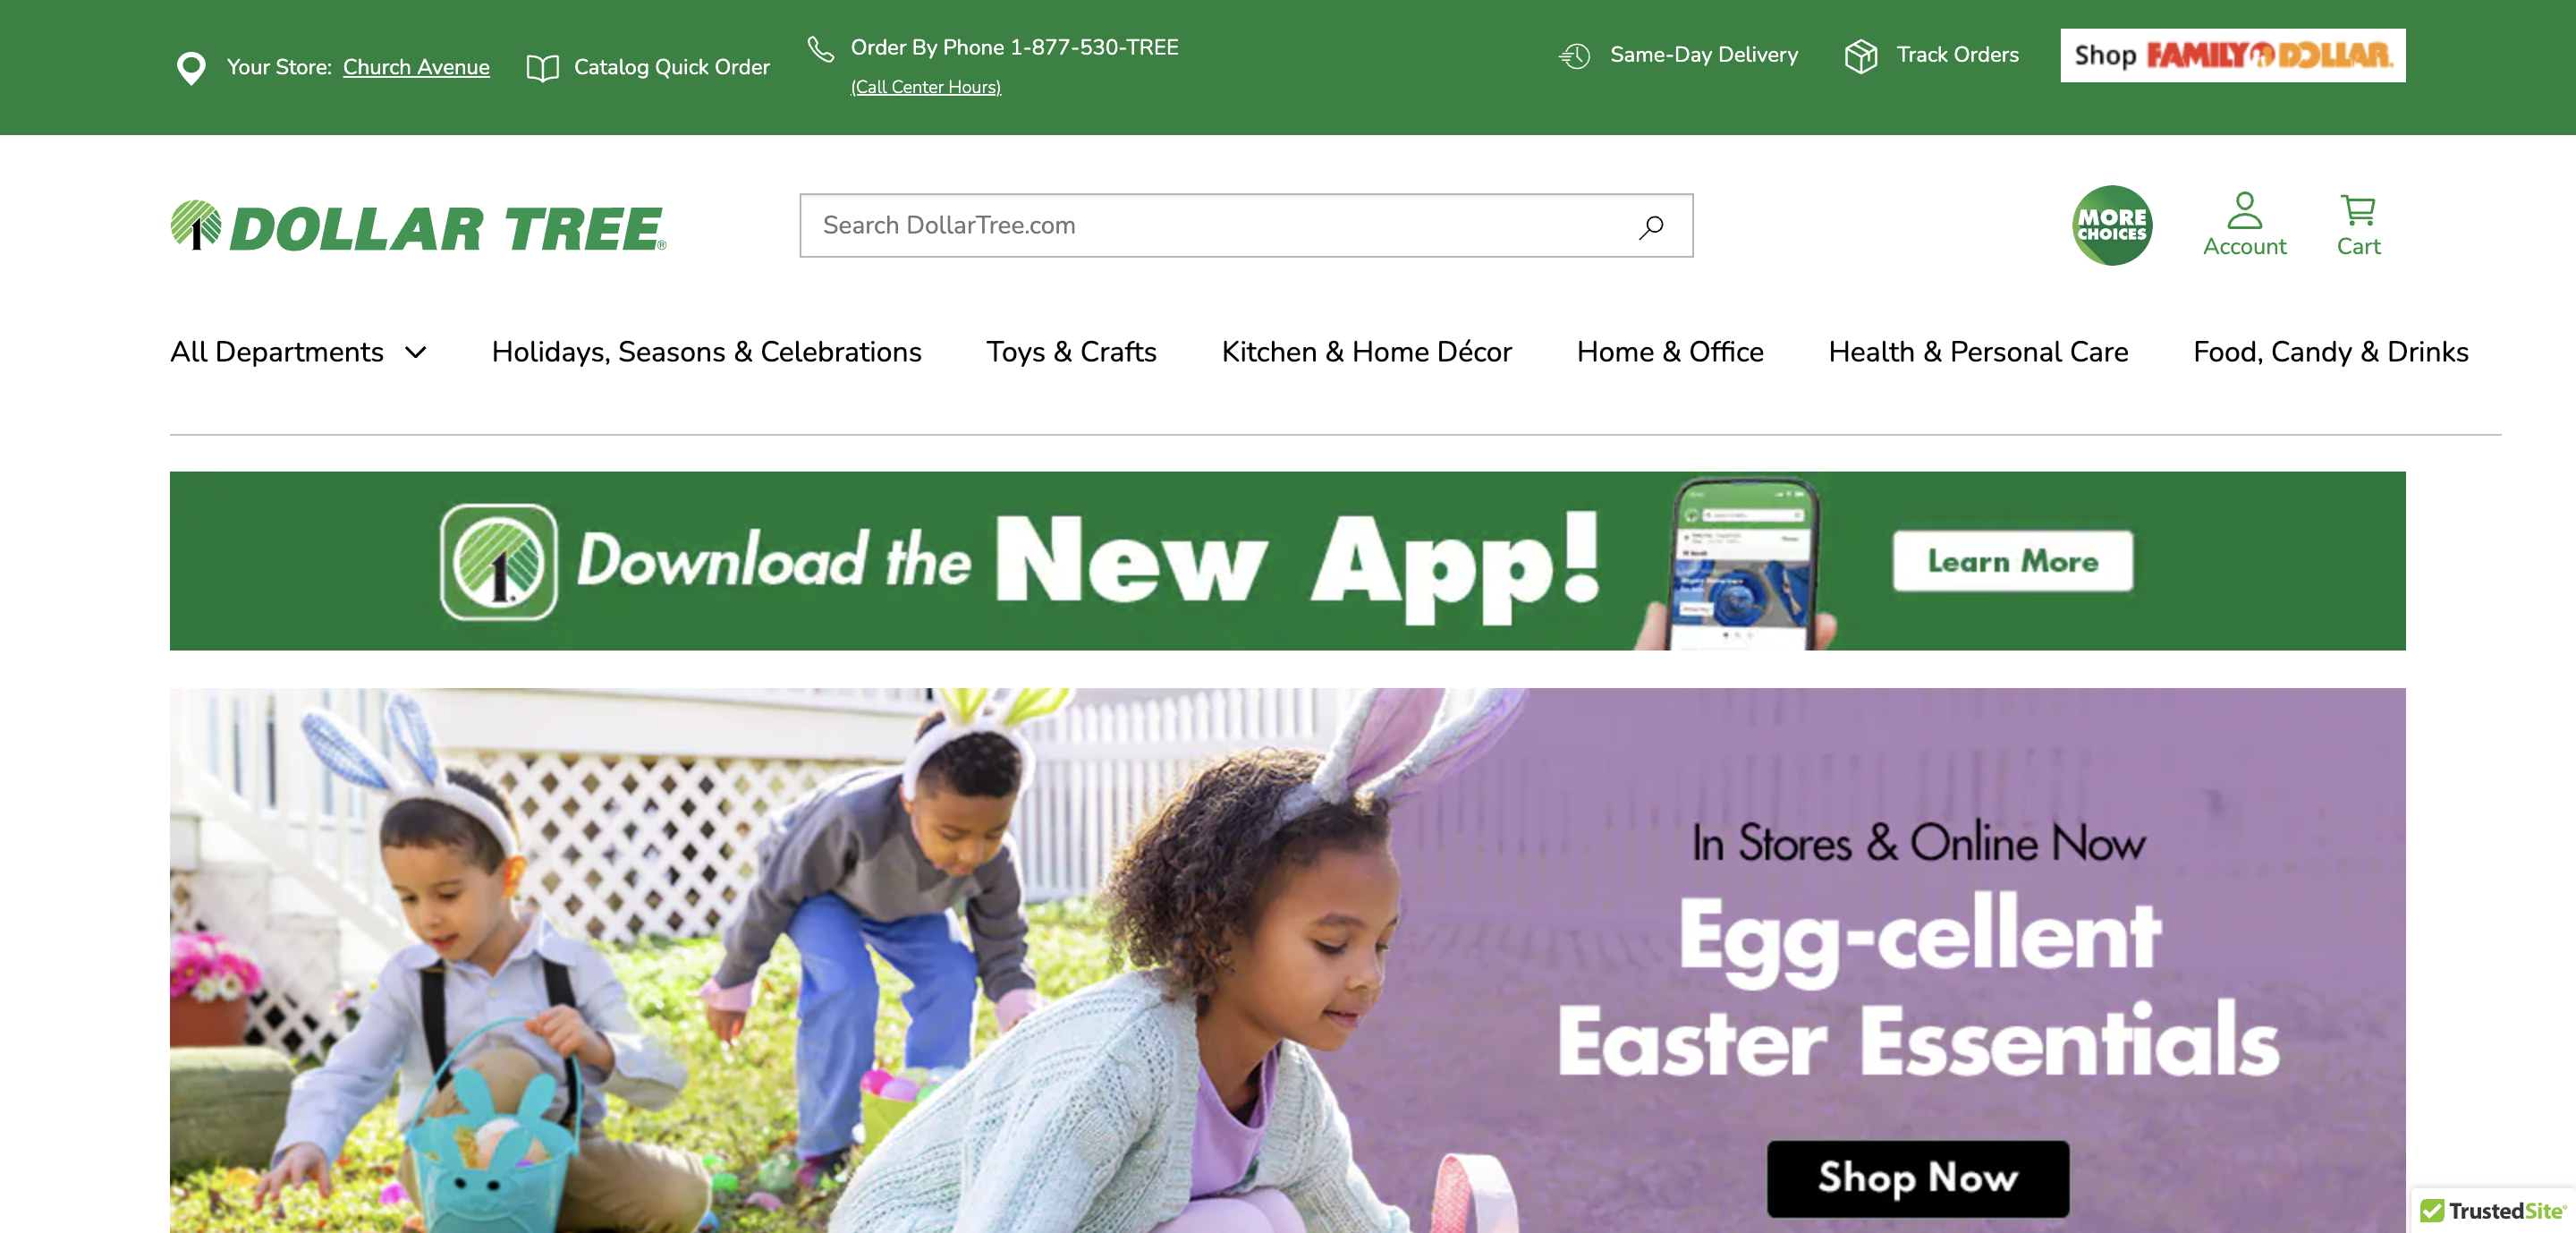 Your Store: Church Avenue
Catalog Quick Order
Order By Phone 1-877-530-TREE
(Call Center Hours)
Same-Day Delivery
Track Orders
Shop FAMILY DOLLAR.
1 DOLLAR TREE®
Search DollarTree.com
MORE
CHOICES
Account
Cart
All Departments
Holidays, Seasons & Celebrations
Toys & Crafts
Kitchen & Home Décor
Home & Office
Health & Personal Care
Food, Candy & Drinks
1. Download the New App!
Learn More
In Stores & Online Now
Egg-cellent
Easter Essentials
Shop Now
TrustedSite